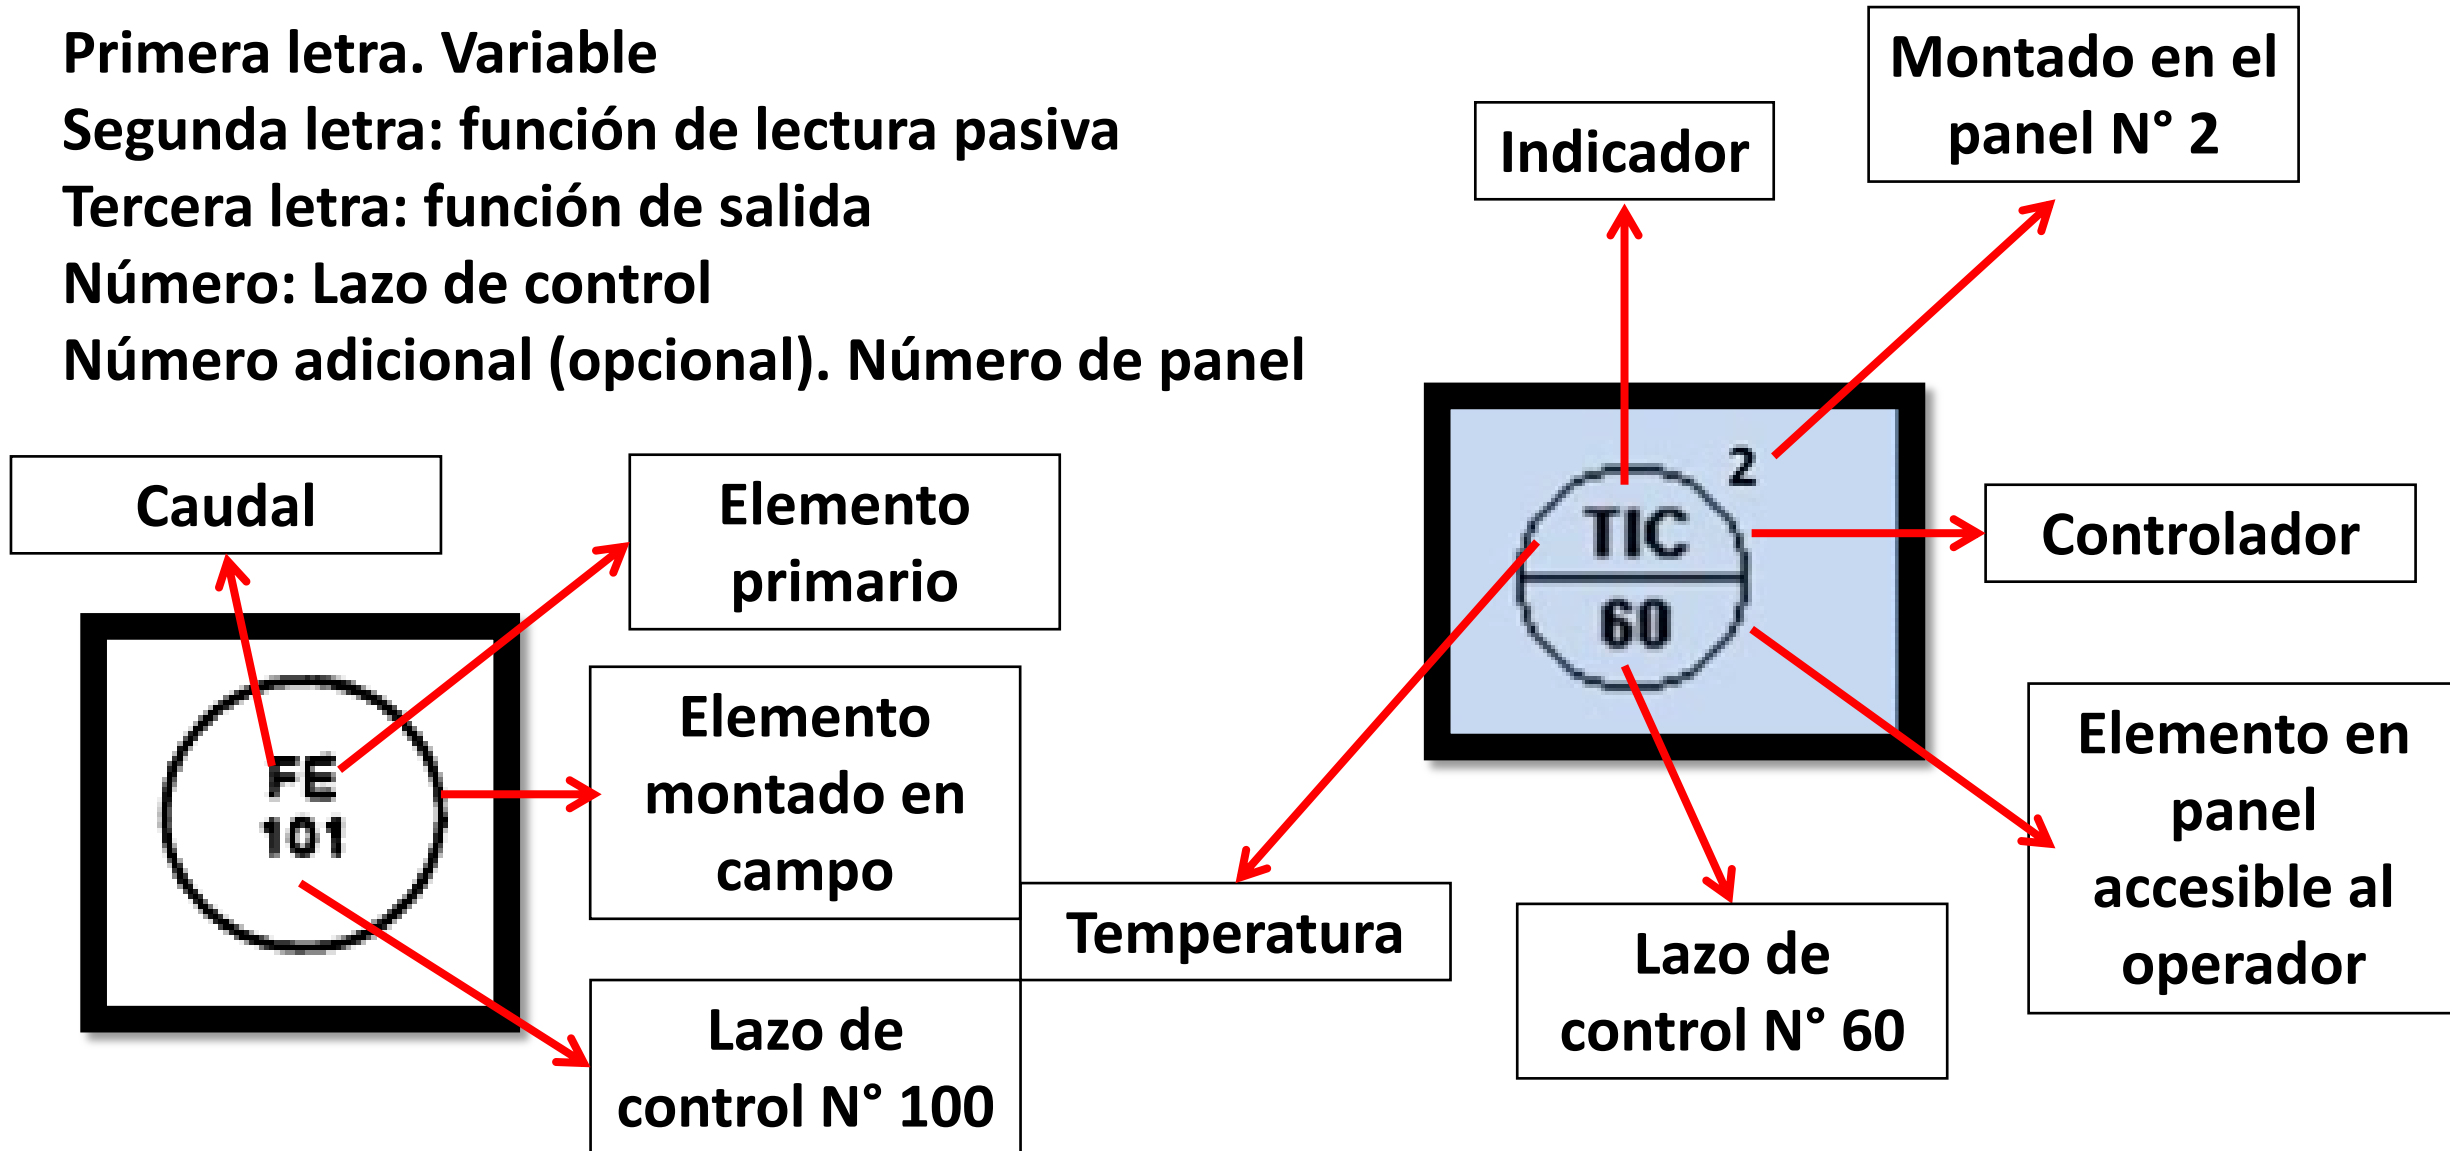 Primera letra. Variable
Segunda letra: función de lectura pasiva
Tercera letra: función de salida
Número: Lazo de control
Número adicional (opcional). Número de panel
Montado en el
panel N° 2
Indicador
Caudal
Elemento
primario
2
TIC
60
Controlador
FE
101
Elemento
montado en
campo
Elemento en
panel
accesible al
operador
Temperatura
Lazo de
control N° 60
Lazo de
control N° 100